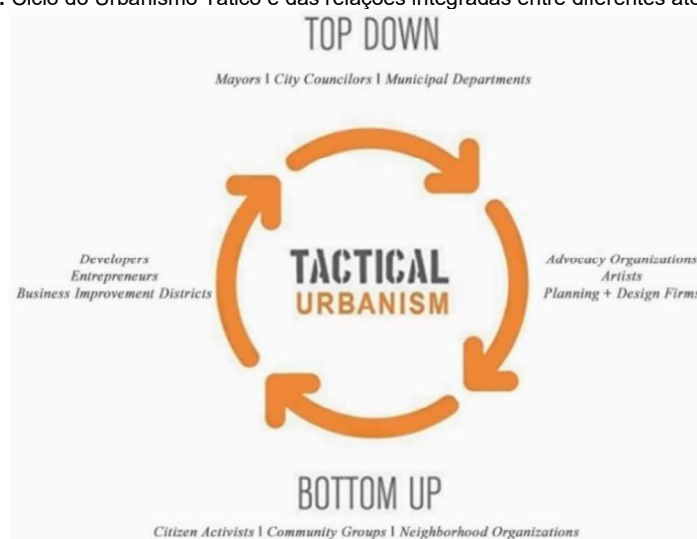 Ciclo do Urbanismo Tático e das relações integradas entre diferentes
TOP DOWN
Mayors | City Councilors | Municipal Departments
Developers
Entrepreneurs
Business Improvement Districts
TACTICAL
URBANISM
Advocacy Organizations
Artists
Planning + Design Firms
BOTTOM UP
Citizen Activists | Community Groups | Neighborhood Organizations